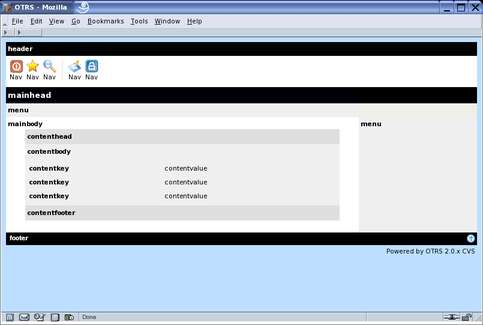 OTRS - Mozilla
File Edit View Go Bookmarks Tools Window Help
header
Nav Nav Nav Nav Nav
mainhead
menu
mainbody
menu
contenthead
contentbody
contentkey contentvalue
contentkey contentvalue
contentkey contentvalue
contentfooter
footer
Powered by OTRS 2.0.x CVS
Done